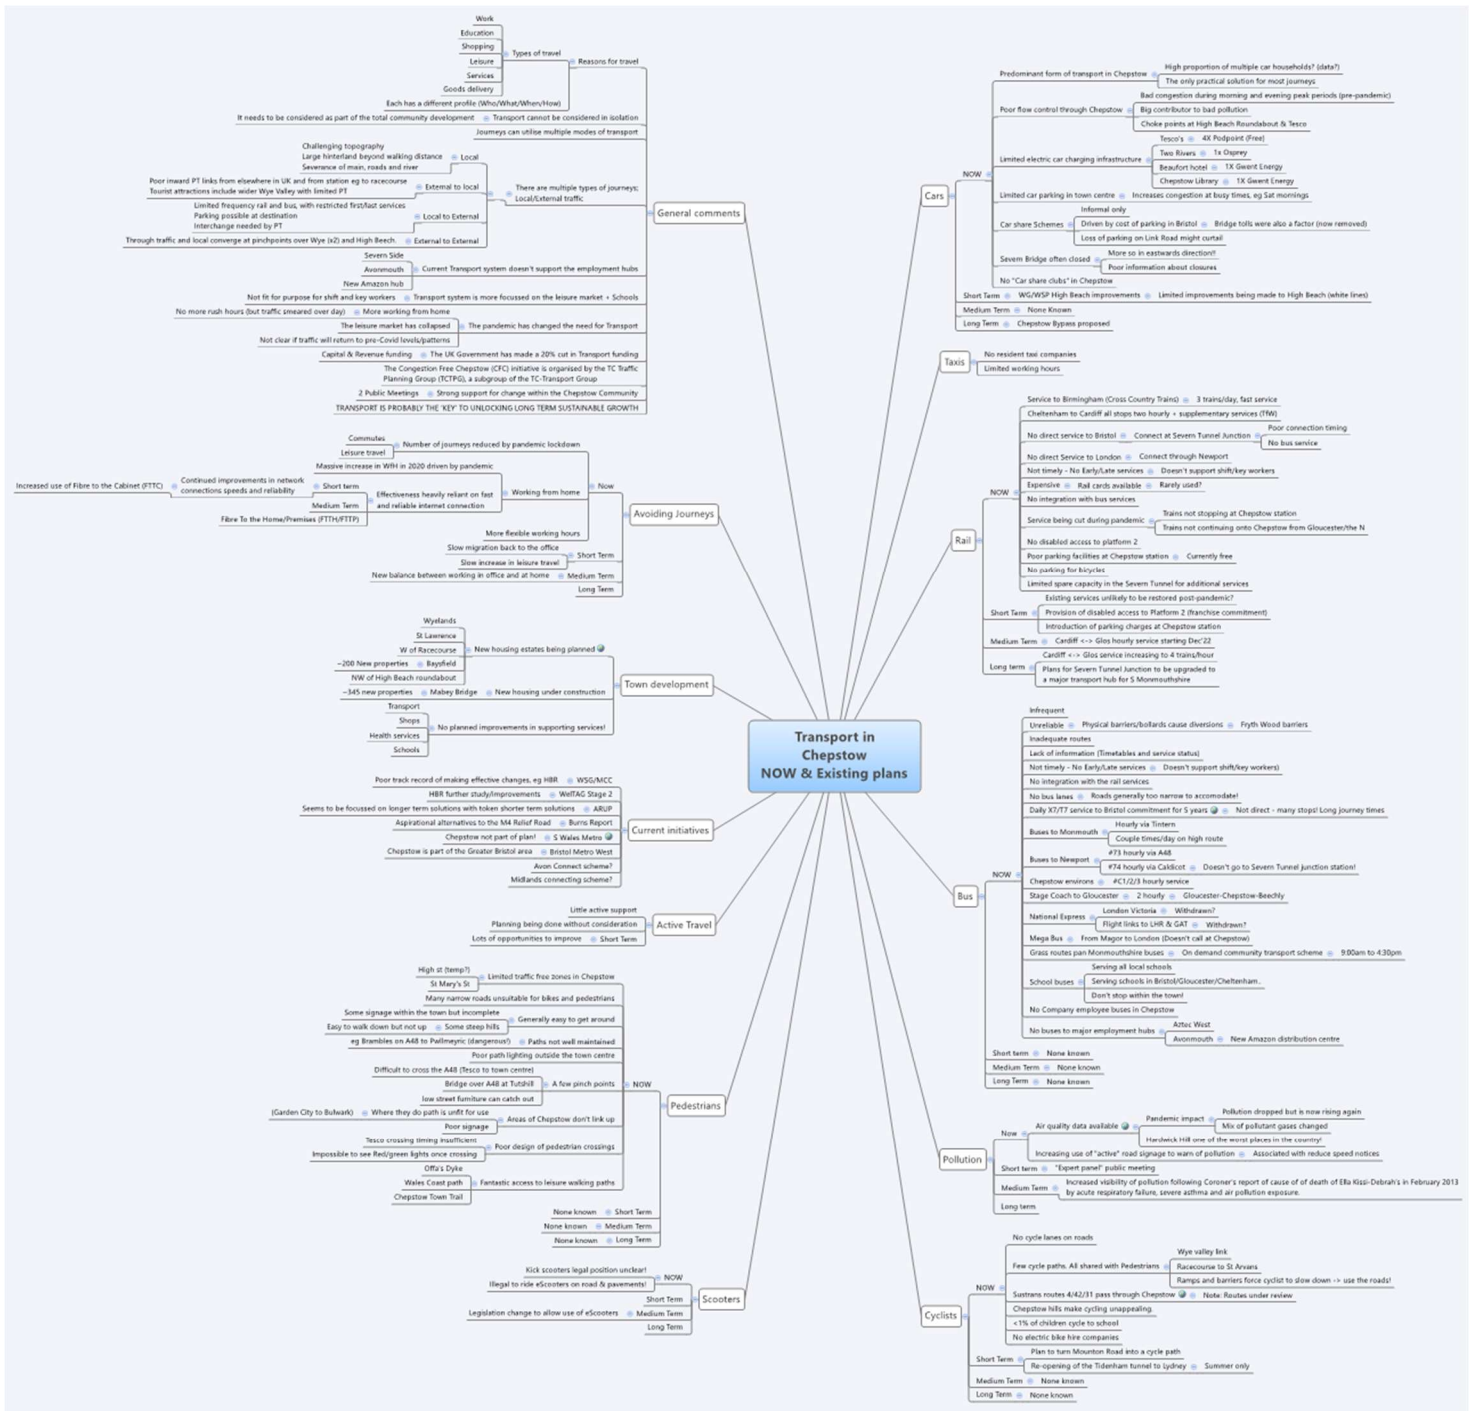 Transport in
Chepstow
NOW & Existing plans
General comments
Reasons for travel
Types of travel
Work
Education
Shopping
Leisure
Services
Goods delivery
Each has a different profile (Who/What/When/How)
Transport cannot be considered in isolation
It needs to be considered as part of the total community development
Journeys can utilise multiple modes of transport
There are multiple types of journeys;
Local/External traffic
Local
Challenging topography
Large hinterland beyond walking distance
Severance of main, roads and river
External to local
Poor inward PT links from elsewhere in UK and from station eg to racecourse
Tourist attractions include wider Wye Valley with limited PT
Local to External
Limited frequency rail and bus, with restricted first/last services
Parking possible at destination
Interchange needed by PT
External to External
Through traffic and local converge at pinchpoints over Wye (x2) and High Beech.
Current Transport system doesn't support the employment hubs
Severn Side
Avonmouth
New Amazon hub
Transport system is more focussed on the leisure market + Schools
Not fit for purpose for shift and key workers
The pandemic has changed the need for Transport
More working from home
No more rush hours (but traffic smeared over day)
The leisure market has collapsed
Not clear if traffic will return to pre-Covid levels/patterns
The UK Government has made a 20% cut in Transport funding
Capital & Revenue funding
The Congestion Free Chepstow (CFC) initiative is organised by the TC Traffic
Planning Group (TCTPG), a subgroup of the TC-Transport Group
Strong support for change within the Chepstow Community
2 Public Meetings
TRANSPORT IS PROBABLY THE 'KEY' TO UNLOCKING LONG TERM SUSTAINABLE GROWTH
Avoiding Journeys
Now
Number of journeys reduced by pandemic lockdown
Commutes
Leisure travel
Working from home
Massive increase in WfH in 2020 driven by pandemic
Effectiveness heavily reliant on fast
and reliable internet connection
Short term
Continued improvements in network
connections speeds and reliability
Increased use of Fibre to the Cabinet (FTTC)
Medium Term
Fibre To the Home/Premises (FTTH/FTTP)
More flexible working hours
Short Term
Slow migration back to the office
Slow increase in leisure travel
Medium Term
New balance between working in office and at home
Long Term
Town development
New housing estates being planned
Wyelands
St Lawrence
W of Racecourse
Baysfield
~200 New properties
NW of High Beach roundabout
New housing under construction
Mabey Bridge
~345 new properties
No planned improvements in supporting services!
Transport
Shops
Health services
Schools
Current initiatives
WSG/MCC
Poor track record of making effective changes, eg HBR
WelTAG Stage 2
HBR further study/improvements
ARUP
Seems to be focussed on longer term solutions with token shorter term solutions
Burns Report
Aspirational alternatives to the M4 Relief Road
S Wales Metro
Chepstow not part of plan!
Bristol Metro West
Chepstow is part of the Greater Bristol area
Avon Connect scheme?
Midlands connecting scheme?
Active Travel
Little active support
Planning being done without consideration
Short Term
Lots of opportunities to improve
Pedestrians
NOW
Limited traffic free zones in Chepstow
High st (temp?)
St Mary's St
Many narrow roads unsuitable for bikes and pedestrians
Generally easy to get around
Some signage within the town but incomplete
Some steep hills
Easy to walk down but not up
Paths not well maintained
eg Brambles on A48 to Pwllmeyric (dangerous!)
Poor path lighting outside the town centre
A few pinch points
Difficult to cross the A48 (Tesco to town centre)
Bridge over A48 at Tutshill
low street furniture can catch out
Areas of Chepstow don't link up
Where they do path is unfit for use
(Garden City to Bulwark)
Poor signage
Poor design of pedestrian crossings
Tesco crossing timing insufficient
Impossible to see Red/green lights once crossing
Fantastic access to leisure walking paths
Offa's Dyke
Wales Coast path
Chepstow Town Trail
Short Term
None known
Medium Term
None known
Long Term
None known
Scooters
NOW
Kick scooters legal position unclear!
Illegal to ride eScooters on road & pavements!
Short Term
Medium Term
Legislation change to allow use of eScooters
Long Term
Cars
NOW
Predominant form of transport in Chepstow
High proportion of multiple car households? (data?)
The only practical solution for most journeys
Poor flow control through Chepstow
Bad congestion during morning and evening peak periods (pre-pandemic)
Big contributor to bad pollution
Choke points at High Beach Roundabout & Tesco
Limited electric car charging infrastructure
Tesco's
4X Podpoint (Free)
Two Rivers
1x Osprey
Beaufort hotel
1X Gwent Energy
Chepstow Library
1X Gwent Energy
Limited car parking in town centre
Increases congestion at busy times, eg Sat mornings
Car share Schemes
Informal only
Driven by cost of parking in Bristol
Bridge tolls were also a factor (now removed)
Loss of parking on Link Road might curtail
Severn Bridge often closed
More so in eastwards direction!!
Poor information about closures
No "Car share clubs" in Chepstow
Short Term
WG/WSP High Beach improvements
Limited improvements being made to High Beach (white lines)
Medium Term
None Known
Long Term
Chepstow Bypass proposed
Taxis
No resident taxi companies
Limited working hours
Rail
NOW
Service to Birmingham (Cross Country Trains)
3 trains/day, fast service
Cheltenham to Cardiff all stops two hourly + supplementary services (TfW)
No direct service to Bristol
Connect at Severn Tunnel Junction
Poor connection timing
No bus service
No direct Service to London
Connect through Newport
Not timely - No Early/Late services
Doesn't support shift/key workers
Expensive
Rail cards available
Rarely used?
No integration with bus services
Service being cut during pandemic
Trains not stopping at Chepstow station
Trains not continuing onto Chepstow from Gloucester/the N
No disabled access to platform 2
Poor parking facilities at Chepstow station
Currently free
No parking for bicycles
Limited spare capacity in the Severn Tunnel for additional services
Short Term
Existing services unlikely to be restored post-pandemic?
Provision of disabled access to Platform 2 (franchise commitment)
Introduction of parking charges at Chepstow station
Medium Term
Cardiff <-> Glos hourly service starting Dec'22
Long term
Cardiff <-> Glos service increasing to 4 trains/hour
Plans for Severn Tunnel Junction to be upgraded to
a major transport hub for S Monmouthshire
Bus
NOW
Infrequent
Unreliable
Physical barriers/bollards cause diversions
Fryth Wood barriers
Inadequate routes
Lack of information (Timetables and service status)
Not timely - No Early/Late services
Doesn't support shift/key workers)
No integration with the rail services
No bus lanes
Roads generally too narrow to accomodate!
Daily X7/T7 service to Bristol commitment for 5 years
Not direct - many stops! Long journey times
Buses to Monmouth
Hourly via Tintern
Couple times/day on high route
Buses to Newport
#73 hourly via A48
#74 hourly via Caldicot
Doesn't go to Severn Tunnel junction station!
Chepstow environs
#C1/2/3 hourly service
Stage Coach to Gloucester
2 hourly
Gloucester-Chepstow-Beechly
National Express
London Victoria
Withdrawn?
Flight links to LHR & GAT
Withdrawn?
Mega Bus
From Magor to London (Doesn't call at Chepstow)
Grass routes pan Monmouthshire buses
On demand community transport scheme
9:00am to 4:30pm
School buses
Serving all local schools
Serving schools in Bristol/Gloucester/Cheltenham..
Don't stop within the town!
No Company employee buses in Chepstow
No buses to major employment hubs
Aztec West
Avonmouth
New Amazon distribution centre
Short term
None known
Medium Term
None known
Long Term
None known
Pollution
Now
Air quality data available
Pandemic impact
Pollution dropped but is now rising again
Mix of pollutant gases changed
Hardwick Hill one of the worst places in the country!
Increasing use of "active" road signage to warn of pollution
Associated with reduce speed notices
Short term
"Expert panel" public meeting
Medium Term
Increased visibility of pollution following Coroner's report of cause of of death of Ella Kissi-Debrah's in February 2013
by acute respiratory failure, severe asthma and air pollution exposure.
Long term
Cyclists
NOW
No cycle lanes on roads
Few cycle paths. All shared with Pedestrians
Wye valley link
Racecourse to St Arvans
Ramps and barriers force cyclist to slow down -> use the roads!
Sustrans routes 4/42/31 pass through Chepstow
Note: Routes under review
Chepstow hills make cycling unappealing.
<1% of children cycle to school
No electric bike hire companies
Short Term
Plan to turn Mounton Road into a cycle path
Re-opening of the Tidenham tunnel to Lydney
Summer only
Medium Term
None known
Long Term
None known